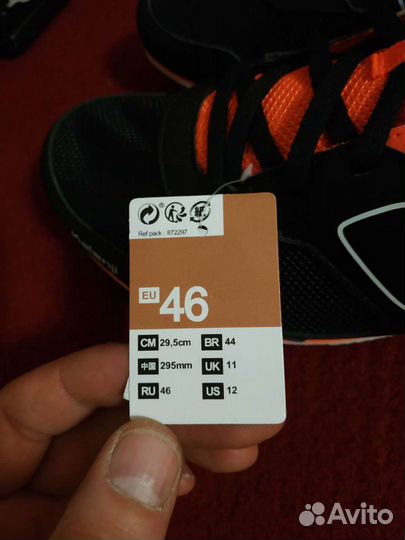 Kalenji
Ref pack : 872297
EU 46
CM 29,5cm BR 44
中国 295mm UK 11
RU 46 US 12
Avito